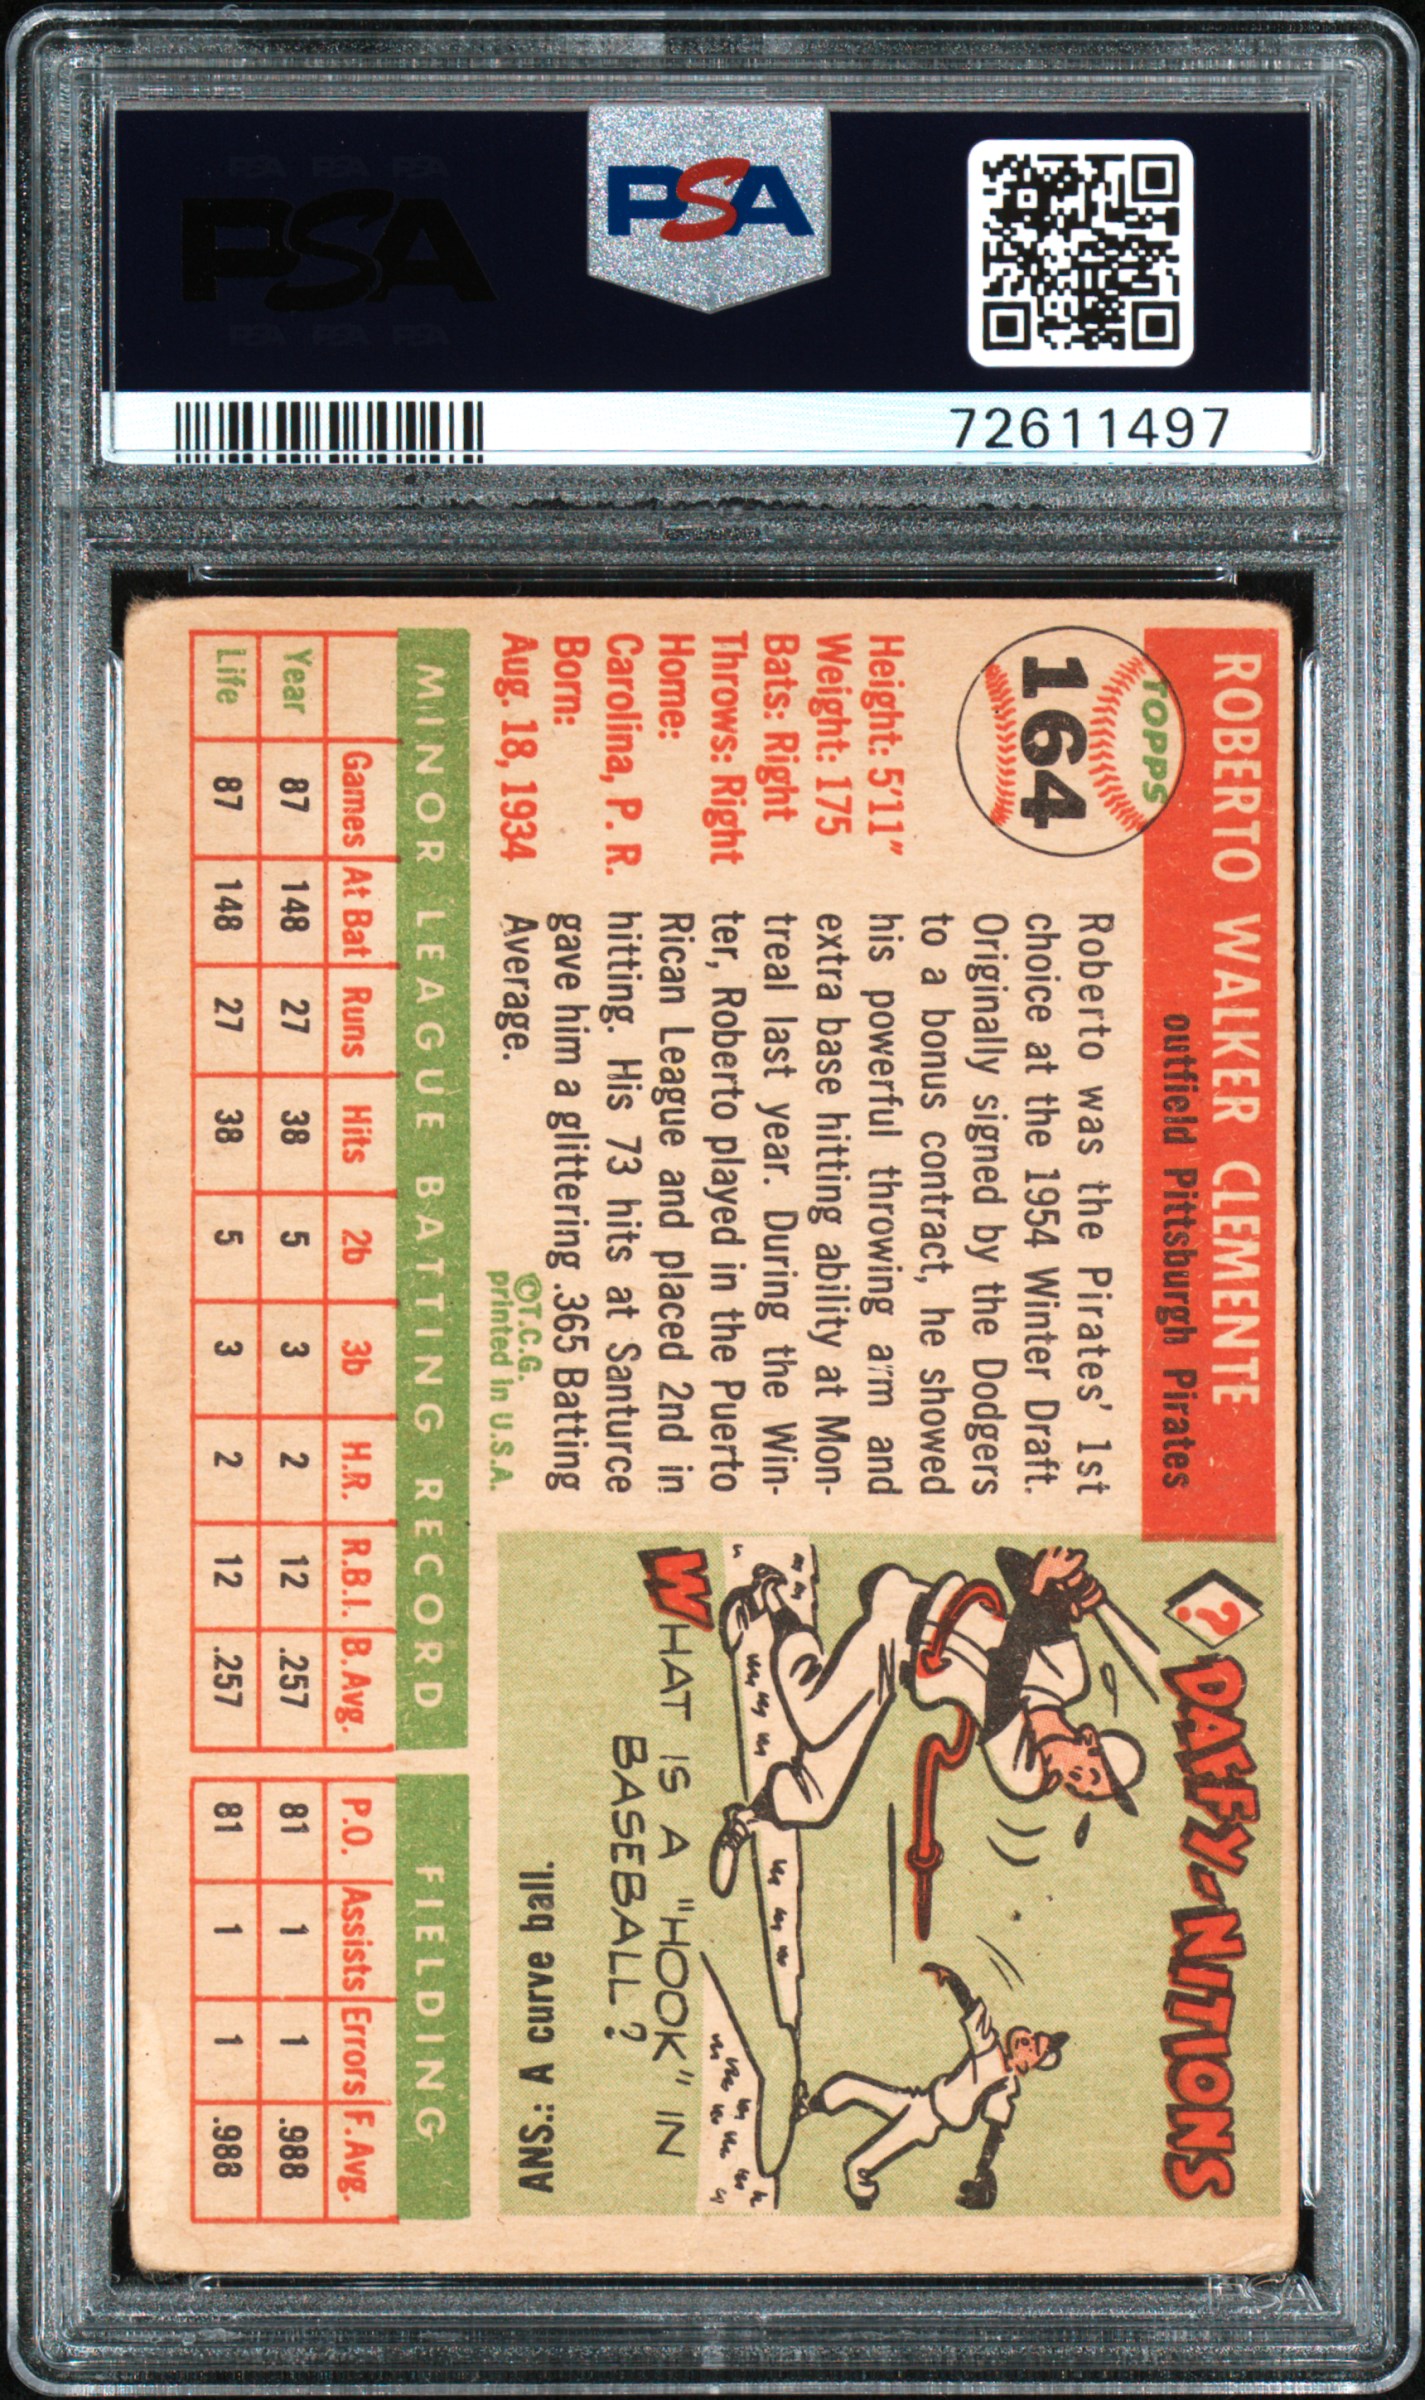 PSA PSA PSA
PSA
PSA PSA PSA
PSA
72611497
ROBERTO WALKER CLEMENTE
outfield Pittsburgh Pirates
TOPPS
164
Height: 5'11"
Weight: 175
Bats: Right
Throws: Right
Home:
Carolina, P. R.
Born:
Aug. 18, 1934
Roberto was the Pirates' 1st
choice at the 1954 Winter Draft.
Originally signed by the Dodgers
to a bonus contract, he showed
his powerful throwing arm and
extra base hitting ability at Mon-
treal last year. During the Win-
ter, Roberto played in the Puerto
Rican League and placed 2nd in
hitting. His 73 hits at Santurce
gave him a glittering .365 Batting
Average.
©T.C.G.
printed in U.S.A.
? DAFFY-NITIONS
WHAT IS A "HOOK" IN
BASEBALL?
ANS.: A curve ball.
MINOR LEAGUE BATTING RECORD FIELDING
Games At Bat Runs Hits 2b 3b H.R. R.B.I. B.Avg. P.O. Assists Errors F.Avg.
Year 87 148 27 38 5 3 2 12 .257 81 1 1 .988
Life 87 148 27 38 5 3 2 12 .257 81 1 1 .988
PSA